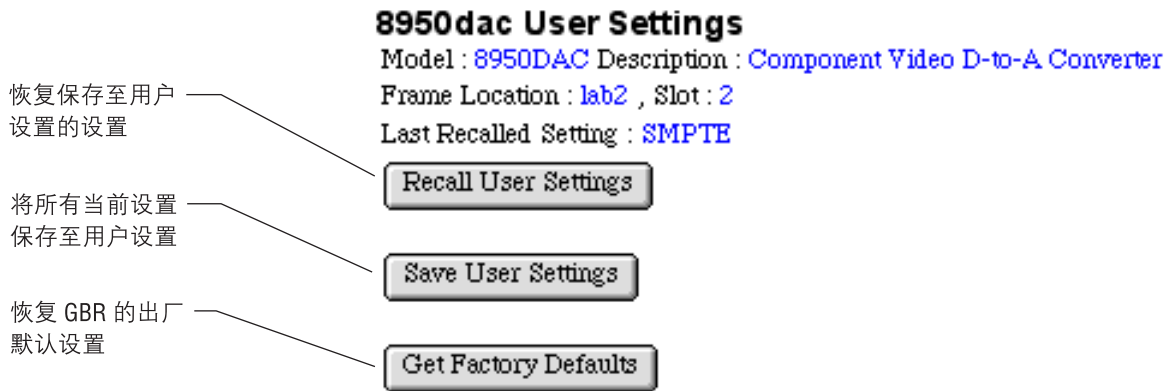 8950dac User Settings
Model : 8950DAC Description : Component Video D-to-A Converter
Frame Location : lab2 , Slot : 2
Last Recalled Setting : SMPTE
恢复保存至用户
设置的设置
Recall User Settings
将所有当前设置
保存至用户设置
Save User Settings
恢复 GBR 的出厂
默认设置
Get Factory Defaults